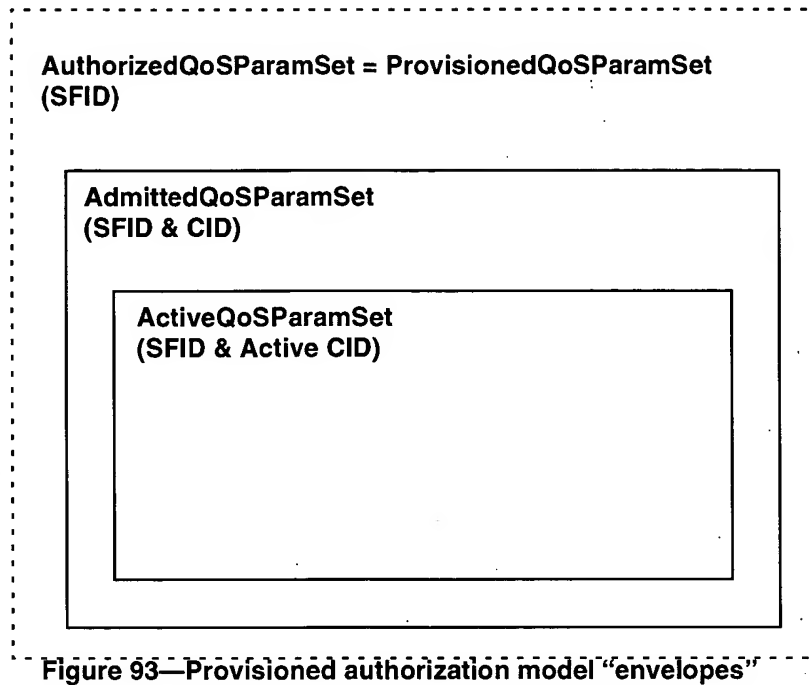 AuthorizedQoSParamSet = ProvisionedQoSParamSet
(SFID)
AdmittedQoSParamSet
(SFID & CID)
ActiveQoSParamSet
(SFID & Active CID)
Figure 93—Provisioned authorization model "envelopes"